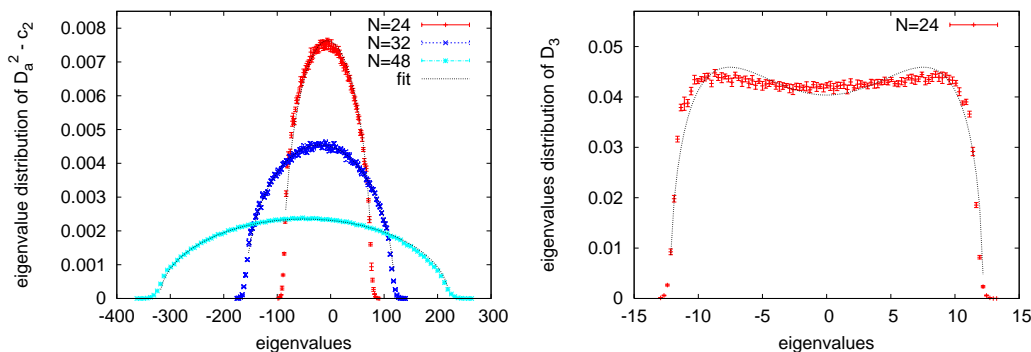 eigenvalue distribution of D_a^2 - c_2
0.008
0.007
0.006
0.005
0.004
0.003
0.002
0.001
0
-400 -300 -200 -100 0 100 200 300
eigenvalues
N=24
N=32
N=48
fit
eigenvalues distribution of D_3
0.05
0.04
0.03
0.02
0.01
0
-15 -10 -5 0 5 10 15
eigenvalues
N=24